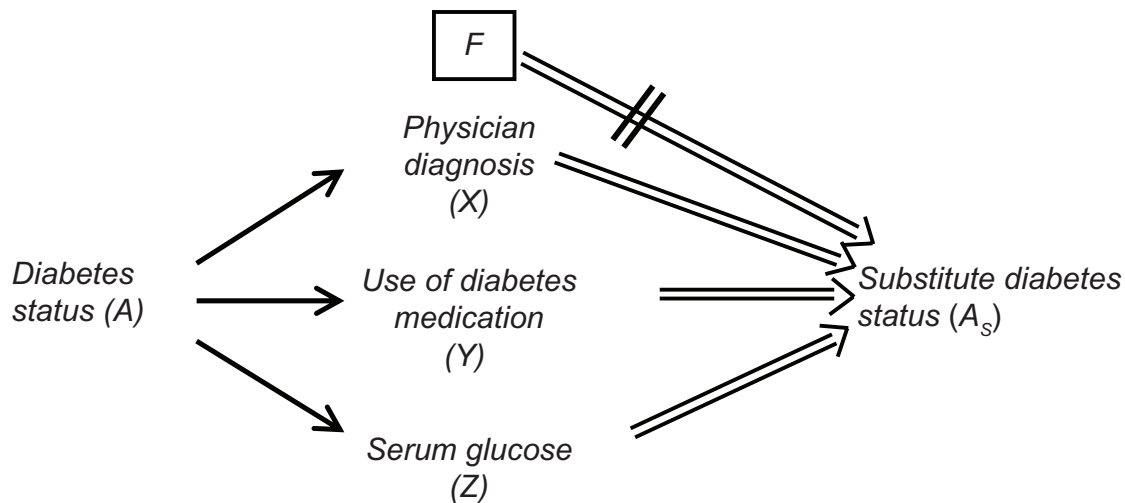 F
Physician
diagnosis
(X)
Diabetes
status (A)
Use of diabetes
medication
(Y)
Substitute diabetes
status (Aₛ)
Serum glucose
(Z)